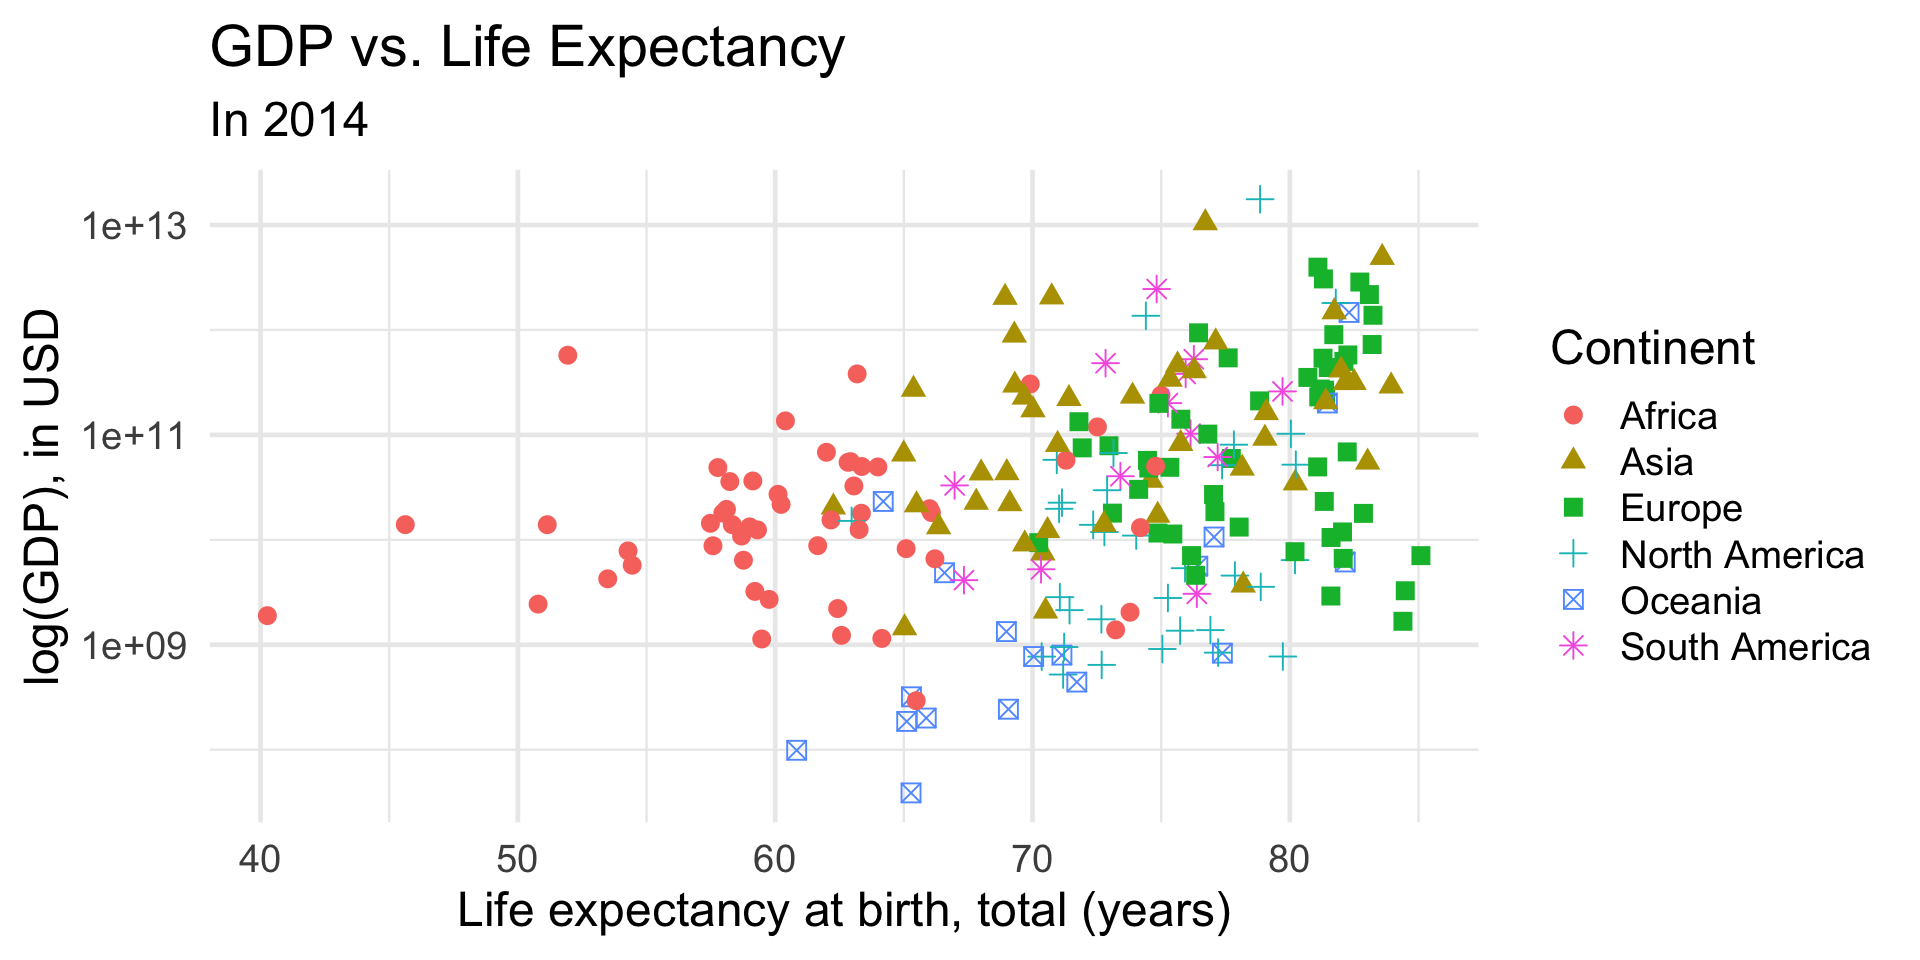 GDP vs. Life Expectancy
In 2014
log(GDP), in USD
1e+13
1e+11
1e+09
40 50 60 70 80
Life expectancy at birth, total (years)
Continent
Africa
Asia
Europe
North America
Oceania
South America